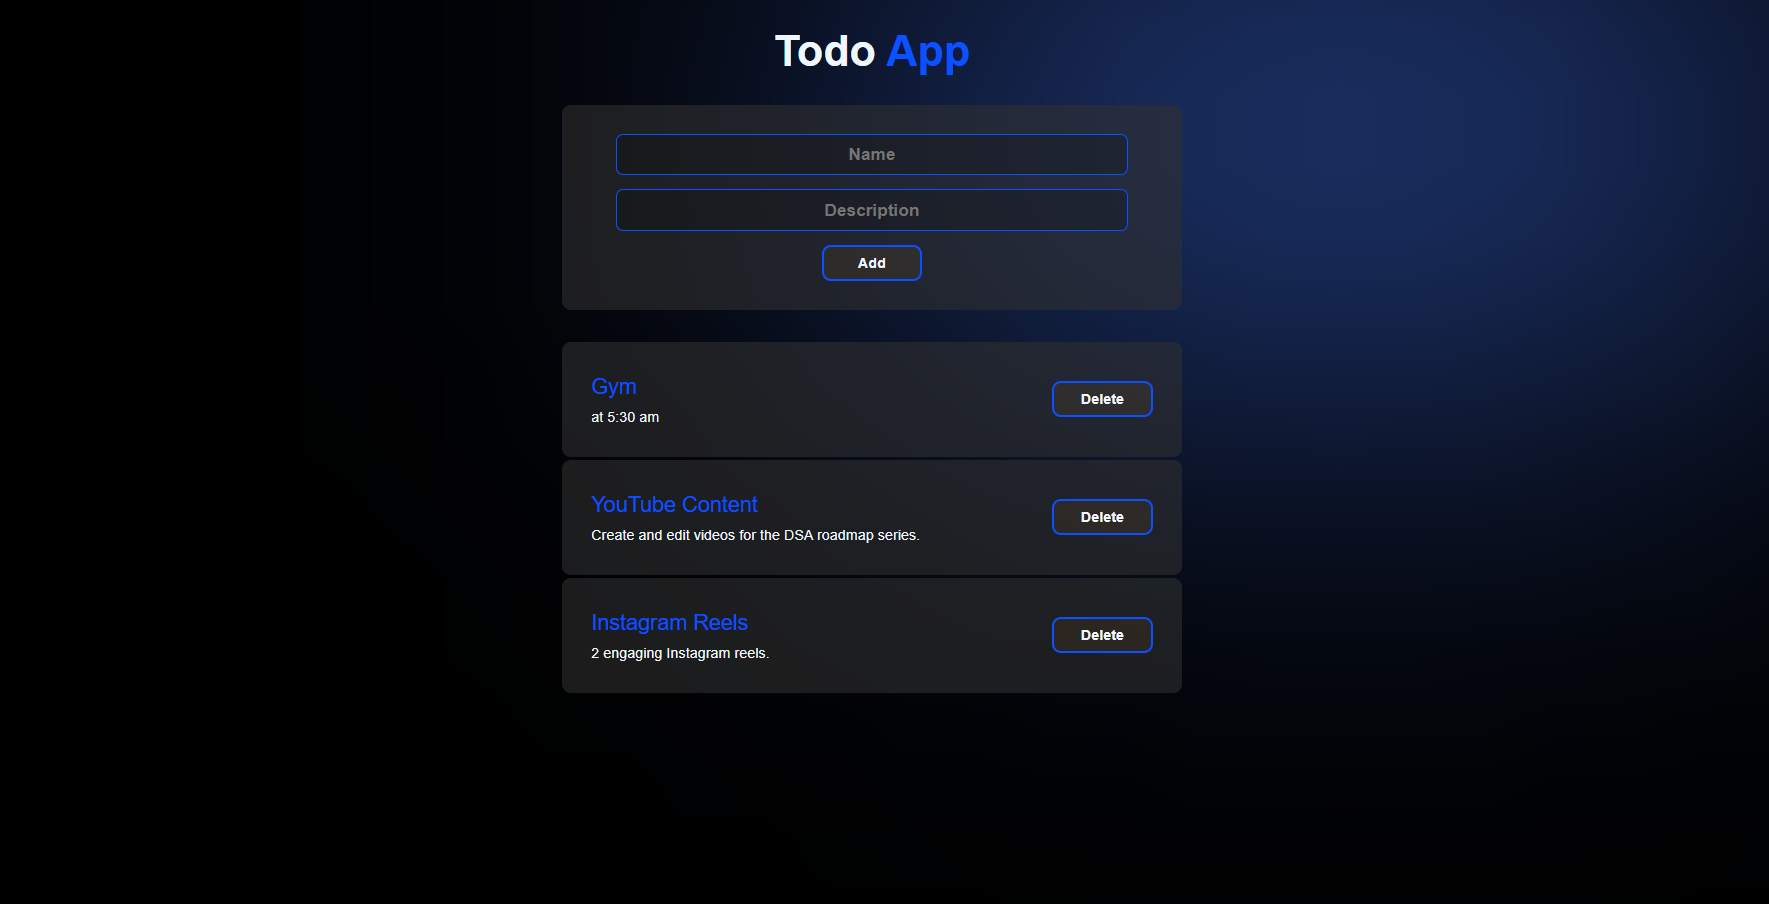 Todo App
Name
Description
Add
Gym
at 5:30 am
Delete
YouTube Content
Create and edit videos for the DSA roadmap series.
Delete
Instagram Reels
2 engaging Instagram reels.
Delete